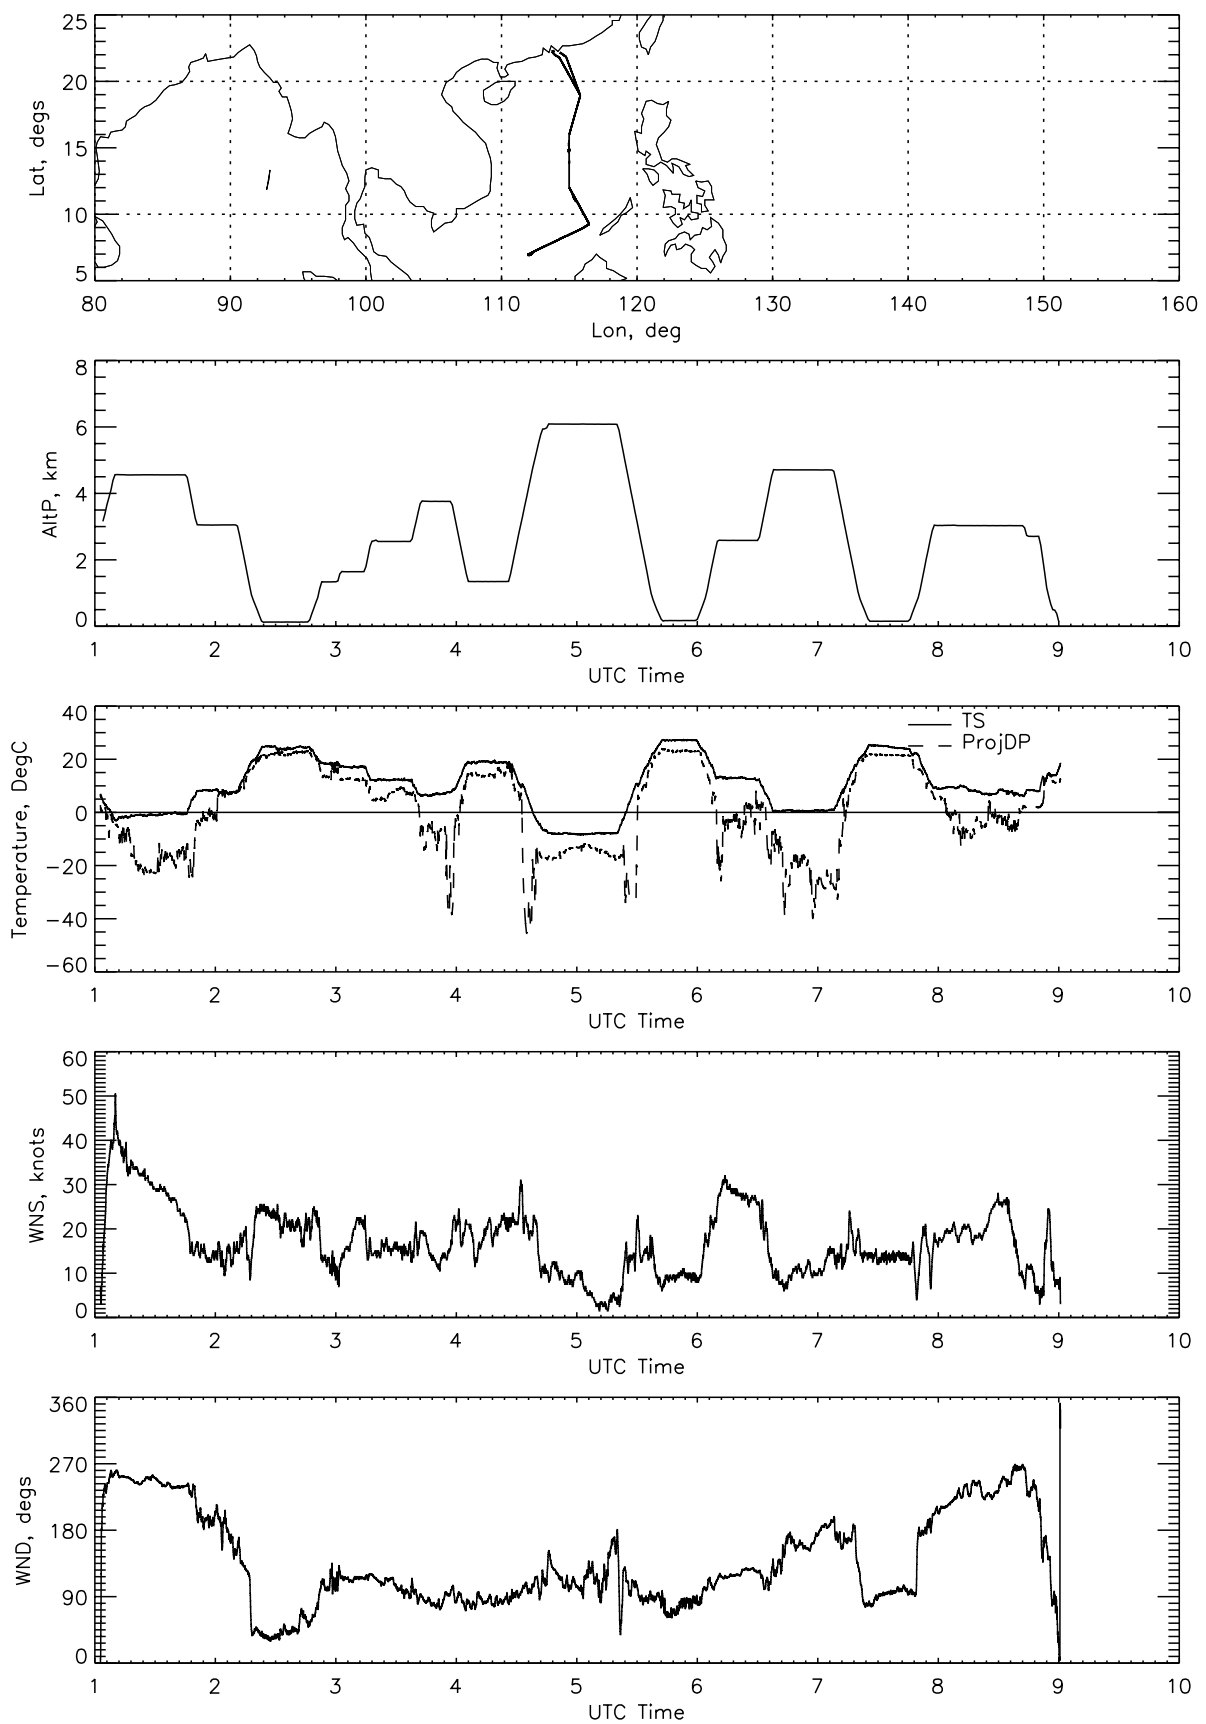 25
20
15
10
5
Lat, degs
80 90 100 110 120 130 140 150 160
Lon, deg
8
6
4
2
0
AltP, km
1 2 3 4 5 6 7 8 9 10
UTC Time
40
20
0
−20
−40
−60
Temperature, DegC
TS
ProjDP
1 2 3 4 5 6 7 8 9 10
UTC Time
60
50
40
30
20
10
0
WNS, knots
1 2 3 4 5 6 7 8 9 10
UTC Time
360
270
180
90
0
WND, degs
1 2 3 4 5 6 7 8 9 10
UTC Time